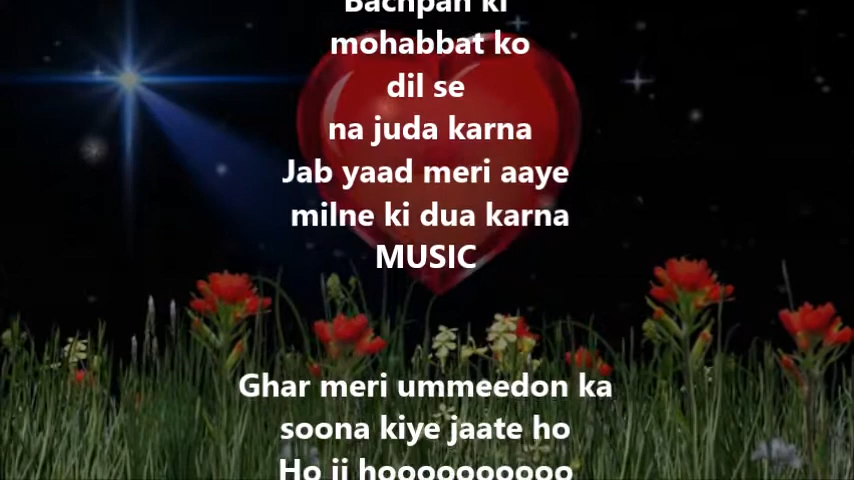 Bachpan ki
mohabbat ko
dil se
na juda karna
Jab yaad meri aaye
milne ki dua karna
MUSIC
Ghar meri ummeedon ka
soona kiye jaate ho
Ho ji hoooooooooo